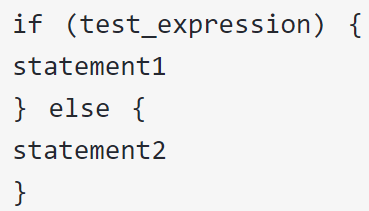 if (test_expression) {
statement1
} else {
statement2
}